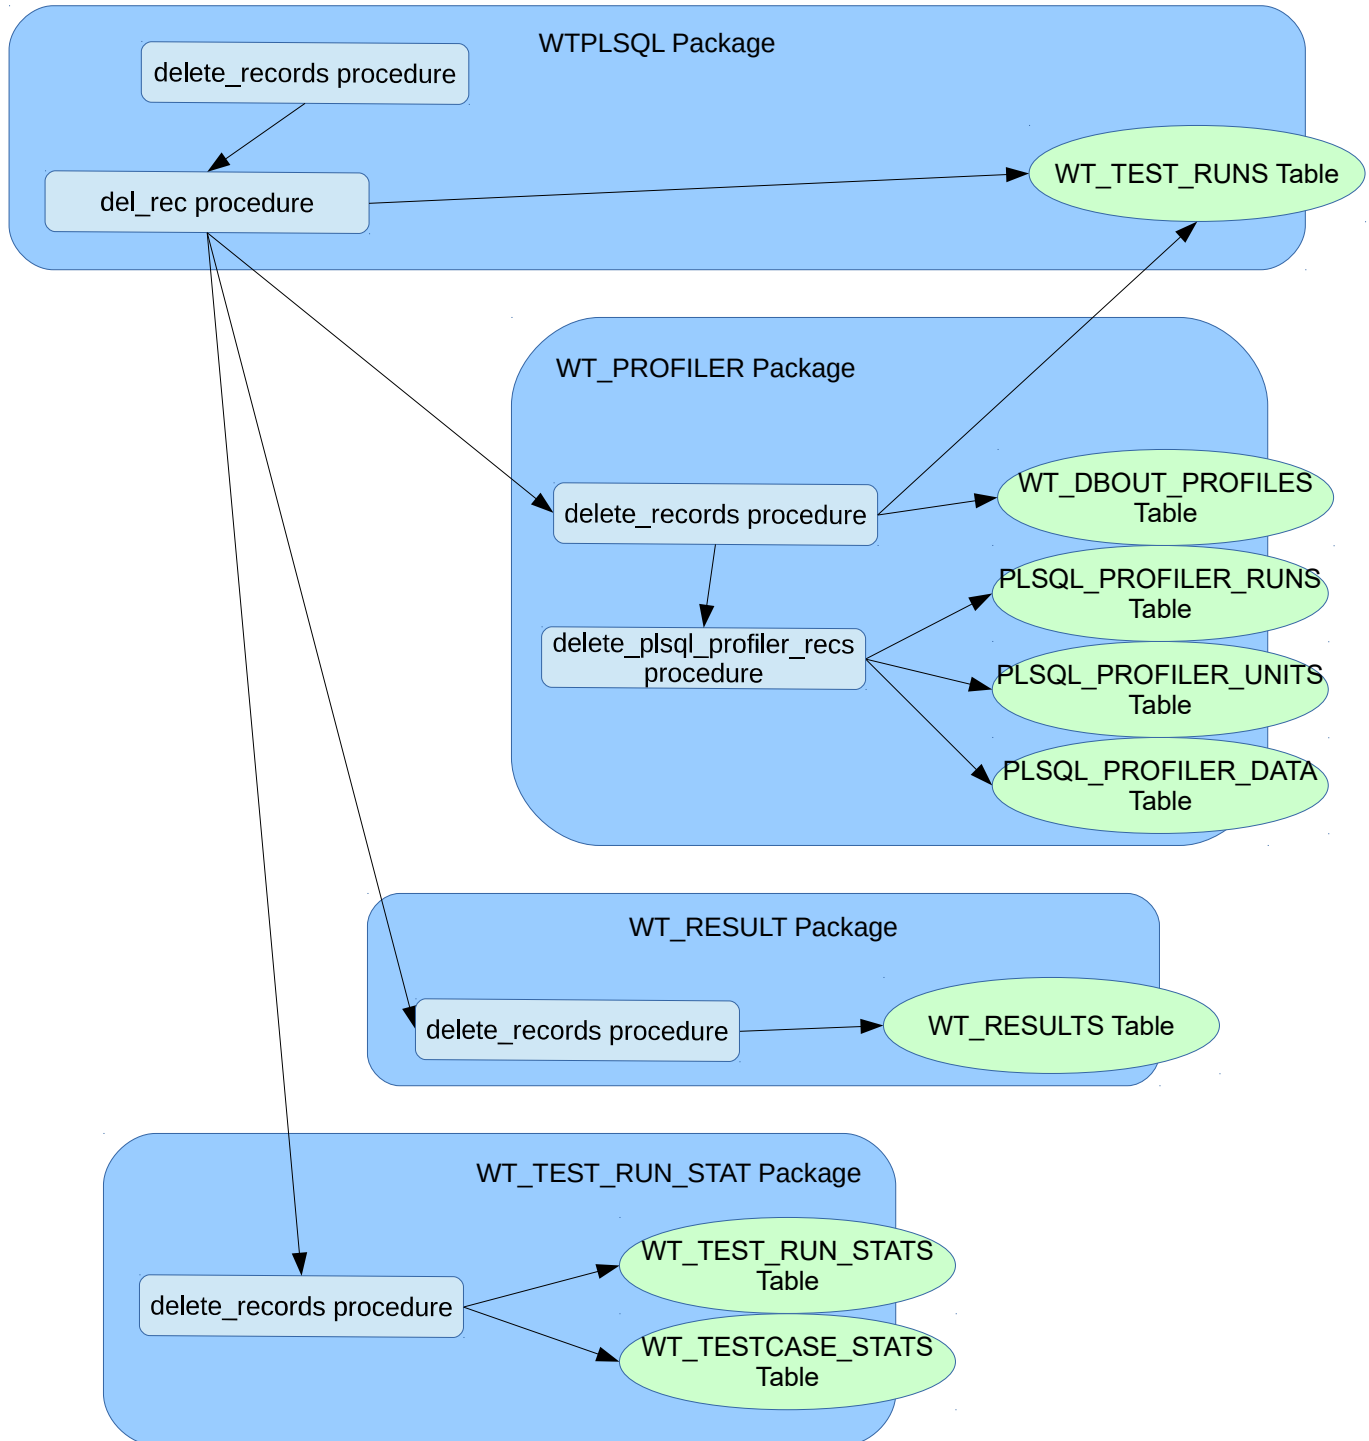 WTPLSQL Package
delete_records procedure
del_rec procedure
WT_TEST_RUNS Table
WT_PROFILER Package
delete_records procedure
WT_DBOUT_PROFILES
Table
PLSQL_PROFILER_RUNS
Table
delete_plsql_profiler_recs
procedure
PLSQL_PROFILER_UNITS
Table
PLSQL_PROFILER_DATA
Table
WT_RESULT Package
delete_records procedure
WT_RESULTS Table
WT_TEST_RUN_STAT Package
delete_records procedure
WT_TEST_RUN_STATS
Table
WT_TESTCASE_STATS
Table